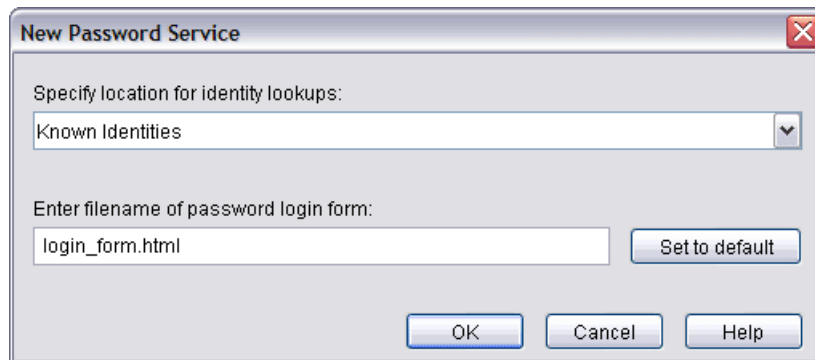 New Password Service
Specify location for identity lookups:
Known Identities
Enter filename of password login form:
login_form.html
Set to default
OK
Cancel
Help